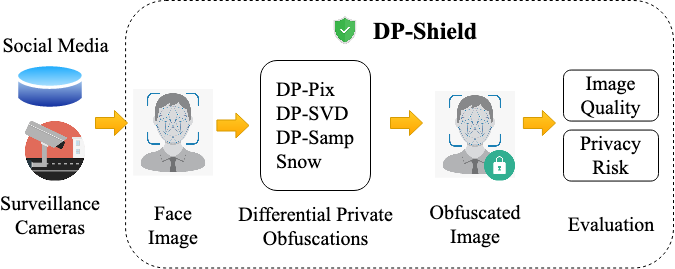 DP-Shield
Social Media
Surveillance
Cameras
Face
Image
DP-Pix
DP-SVD
DP-Samp
Snow
Differential Private
Obfuscations
Obfuscated
Image
Image
Quality
Privacy
Risk
Evaluation